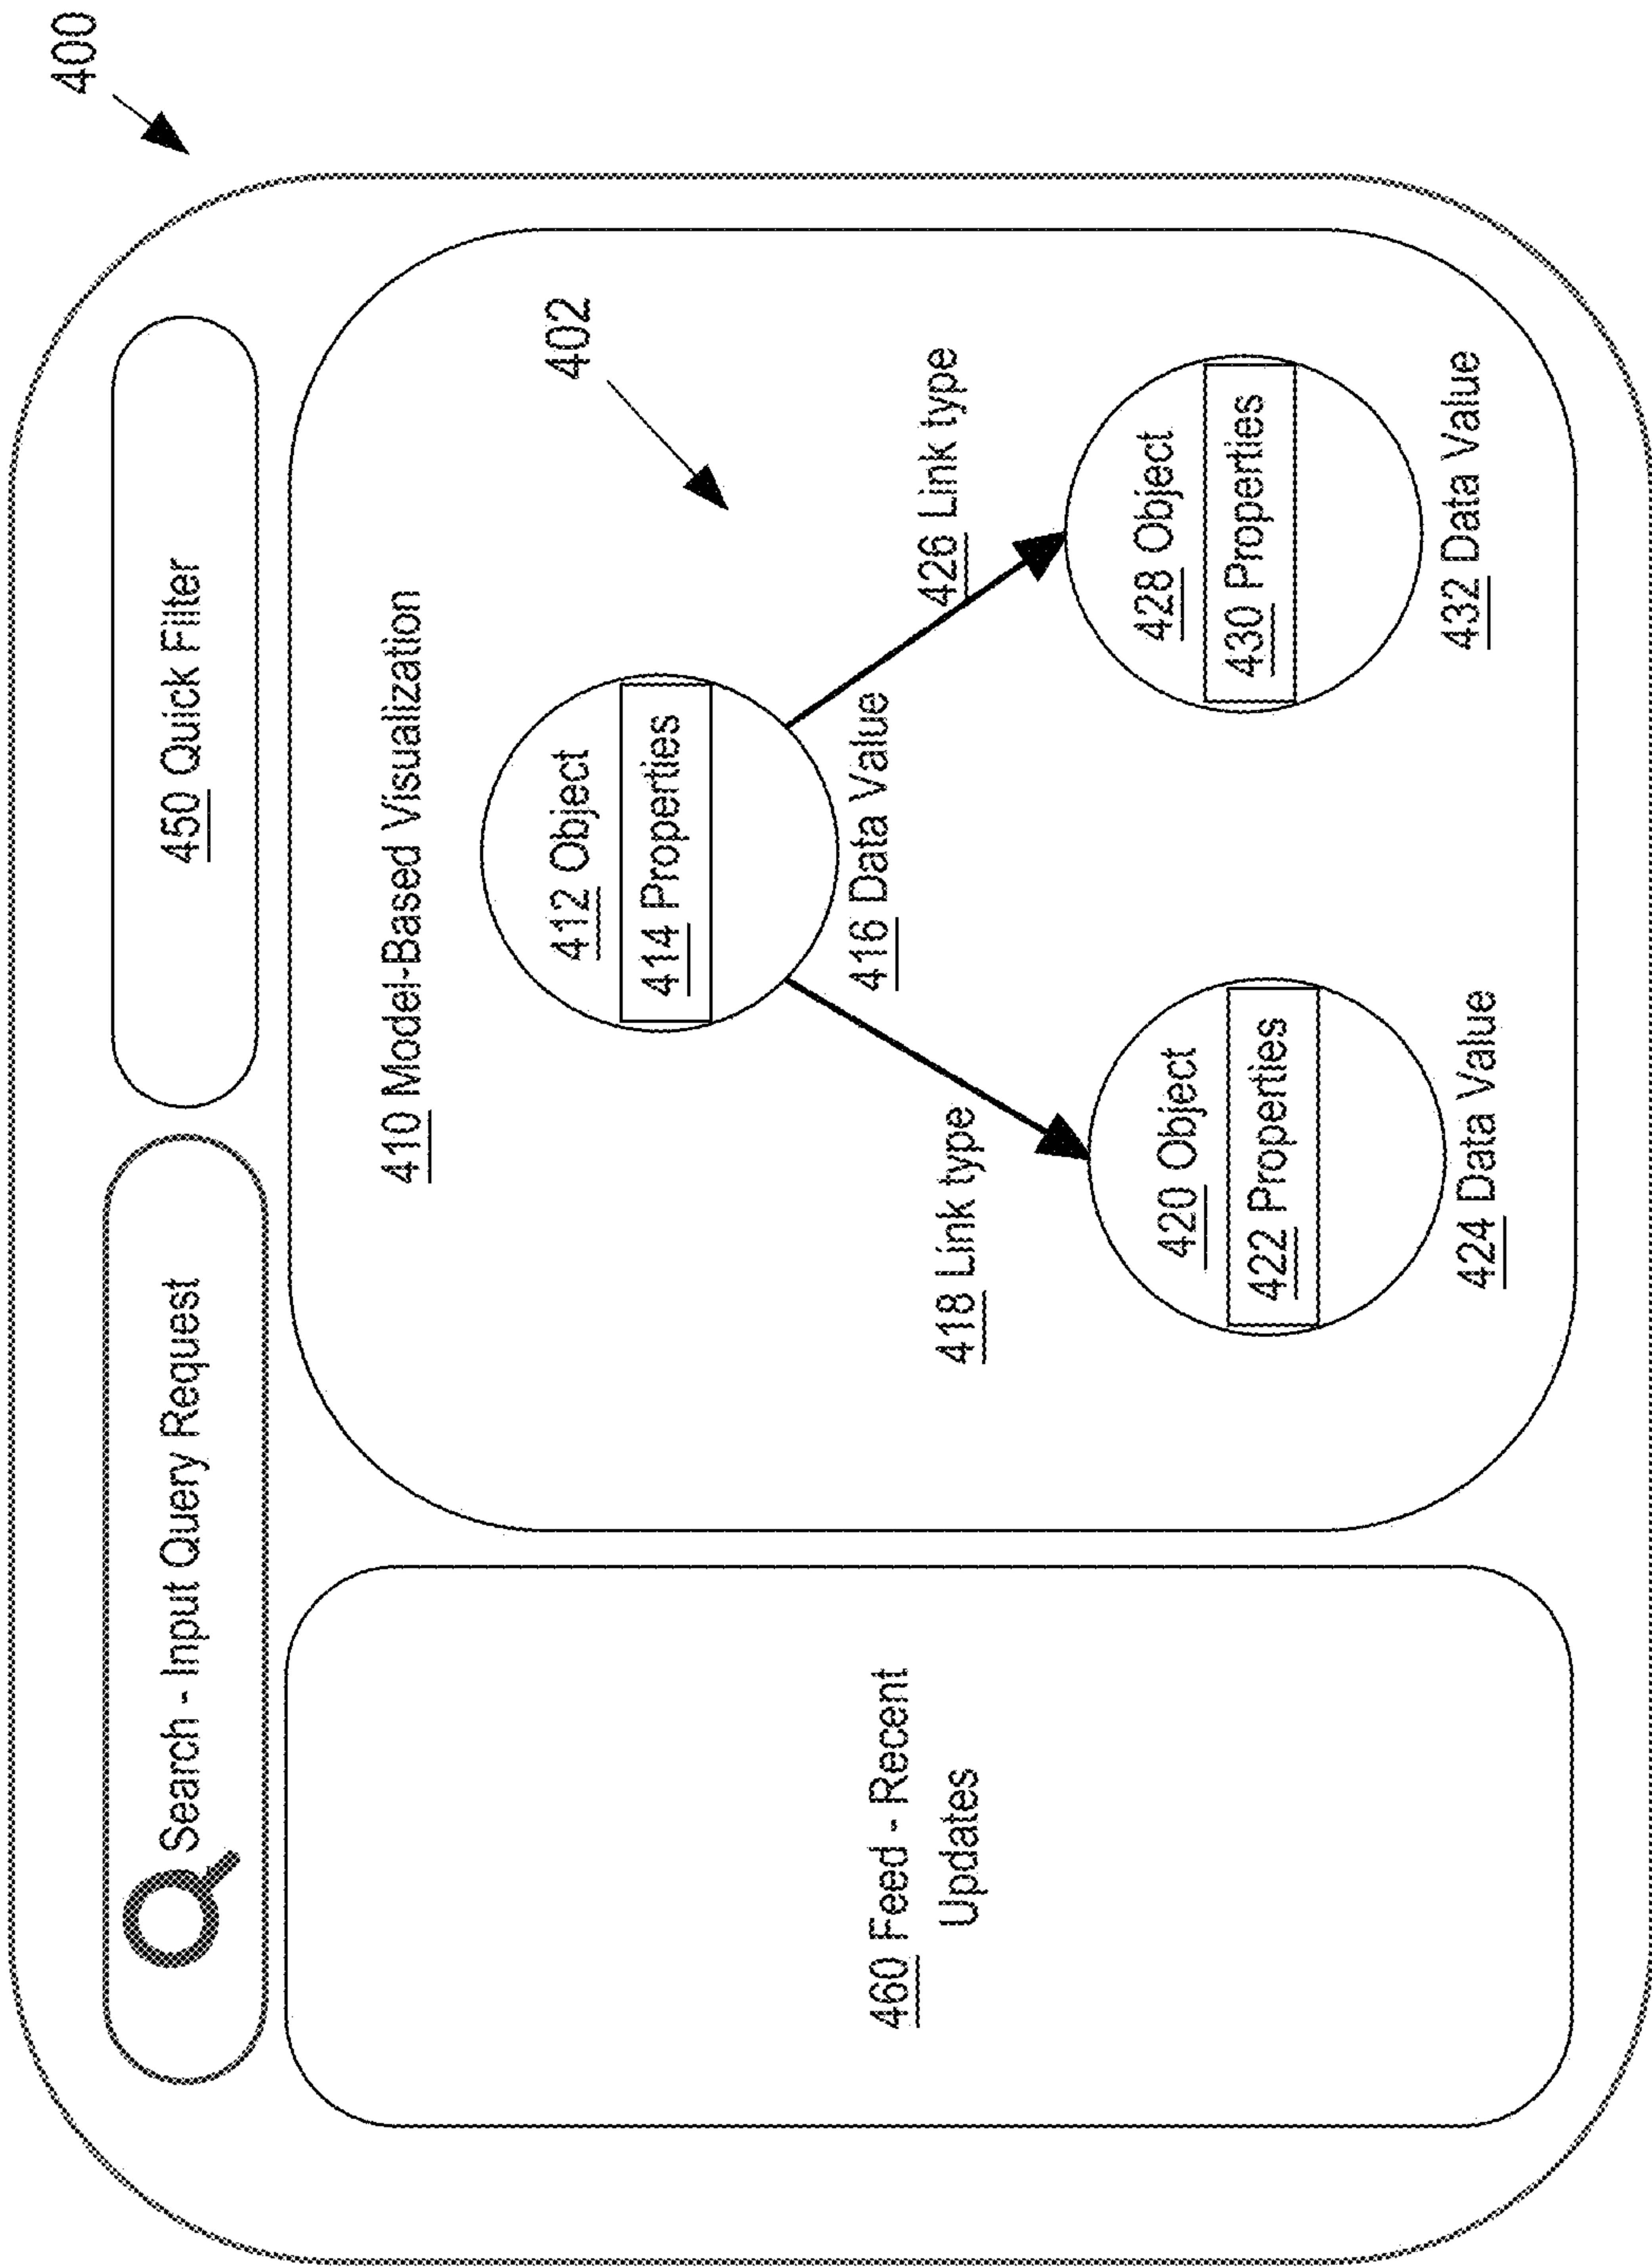 400
Search - Input Query Request
450 Quick Filter
410 Model-Based Visualization
402
412 Object
414 Properties
416 Data Value
418 Link type
426 Link type
420 Object
422 Properties
424 Data Value
428 Object
430 Properties
432 Data Value
460 Feed - Recent
Updates